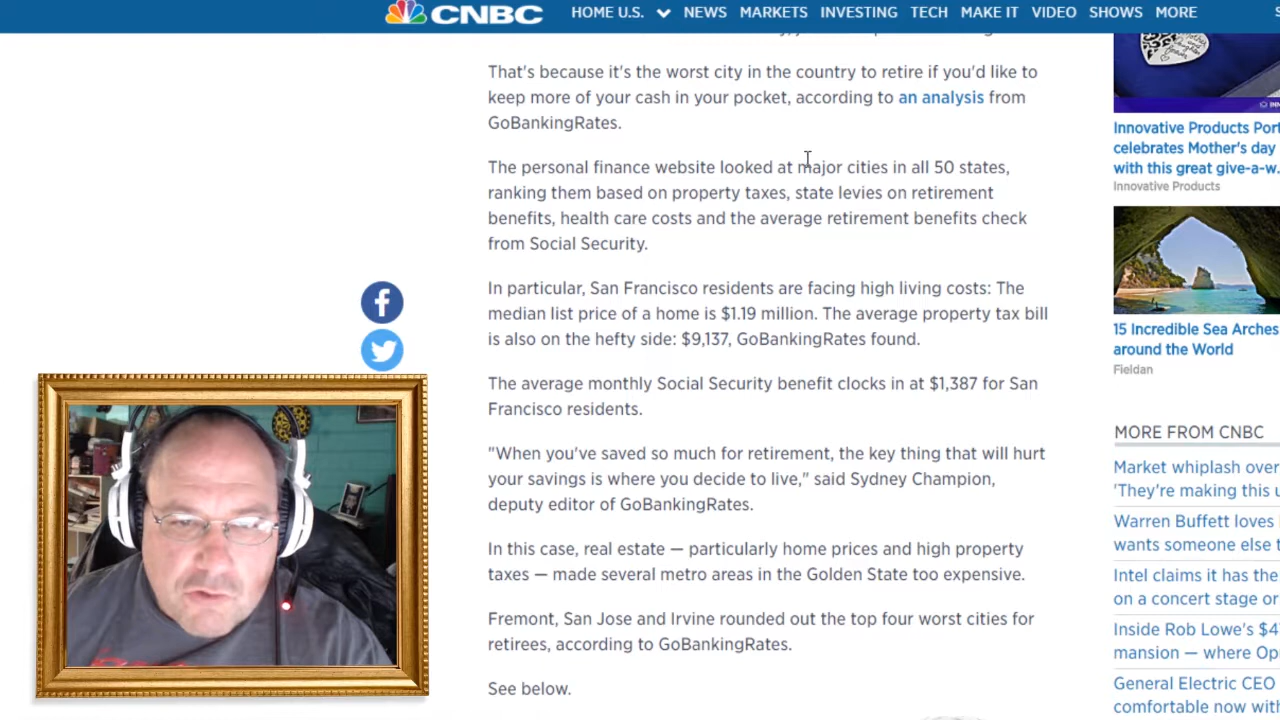 CNBC
HOME U.S. NEWS MARKETS INVESTING TECH MAKE IT VIDEO SHOWS MORE
That's because it's the worst city in the country to retire if you'd like to
keep more of your cash in your pocket, according to an analysis from
GoBankingRates.
The personal finance website looked at major cities in all 50 states,
ranking them based on property taxes, state levies on retirement
benefits, health care costs and the average retirement benefits check
from Social Security.
In particular, San Francisco residents are facing high living costs: The
median list price of a home is $1.19 million. The average property tax bill
is also on the hefty side: $9,137, GoBankingRates found.
The average monthly Social Security benefit clocks in at $1,387 for San
Francisco residents.
"When you've saved so much for retirement, the key thing that will hurt
your savings is where you decide to live," said Sydney Champion,
deputy editor of GoBankingRates.
In this case, real estate — particularly home prices and high property
taxes — made several metro areas in the Golden State too expensive.
Fremont, San Jose and Irvine rounded out the top four worst cities for
retirees, according to GoBankingRates.
See below.
Innovative Products Port
celebrates Mother's day
with this great give-a-w...
Innovative Products
15 Incredible Sea Arches
around the World
Fieldan
MORE FROM CNBC
Market whiplash over
'They're making this u
Warren Buffett loves
wants someone else t
Intel claims it has the
on a concert stage or
Inside Rob Lowe's $4
mansion — where Op
General Electric CEO
comfortable now with